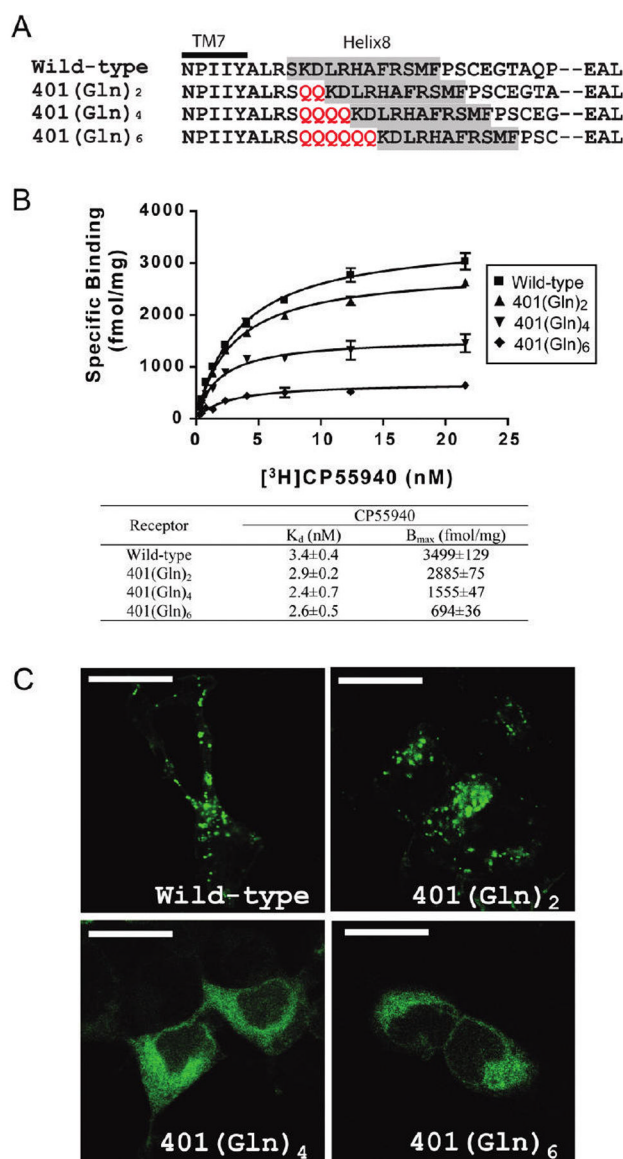 A
TM7 Helix8
Wild-type NPIIYALRSKDLRHAFRSMFPSCEGTAQP--EAL
401(Gln)2 NPIIYALRSQQKDLRHAFRSMFPSCEGTA--EAL
401(Gln)4 NPIIYALRSQQQQKDLRHAFRSMFPSCEG--EAL
401(Gln)6 NPIIYALRSQQQQQQKDLRHAFRSMFPSC--EAL
B
Specific Binding
(fmol/mg)
4000
3000
2000
1000
0
0 5 10 15 20 25
[³H]CP55940 (nM)
Wild-type
401(Gln)2
401(Gln)4
401(Gln)6
Receptor CP55940
Kd (nM) Bmax (fmol/mg)
Wild-type 3.4±0.4 3499±129
401(Gln)2 2.9±0.2 2885±75
401(Gln)4 2.4±0.7 1555±47
401(Gln)6 2.6±0.5 694±36
C
Wild-type
401(Gln)2
401(Gln)4
401(Gln)6